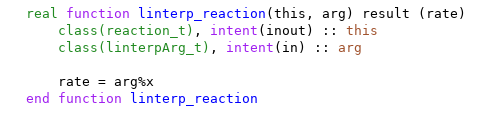 real function linterp_reaction(this, arg) result (rate)
    class(reaction_t), intent(inout) :: this
    class(linterpArg_t), intent(in) :: arg

    rate = arg%x
end function linterp_reaction